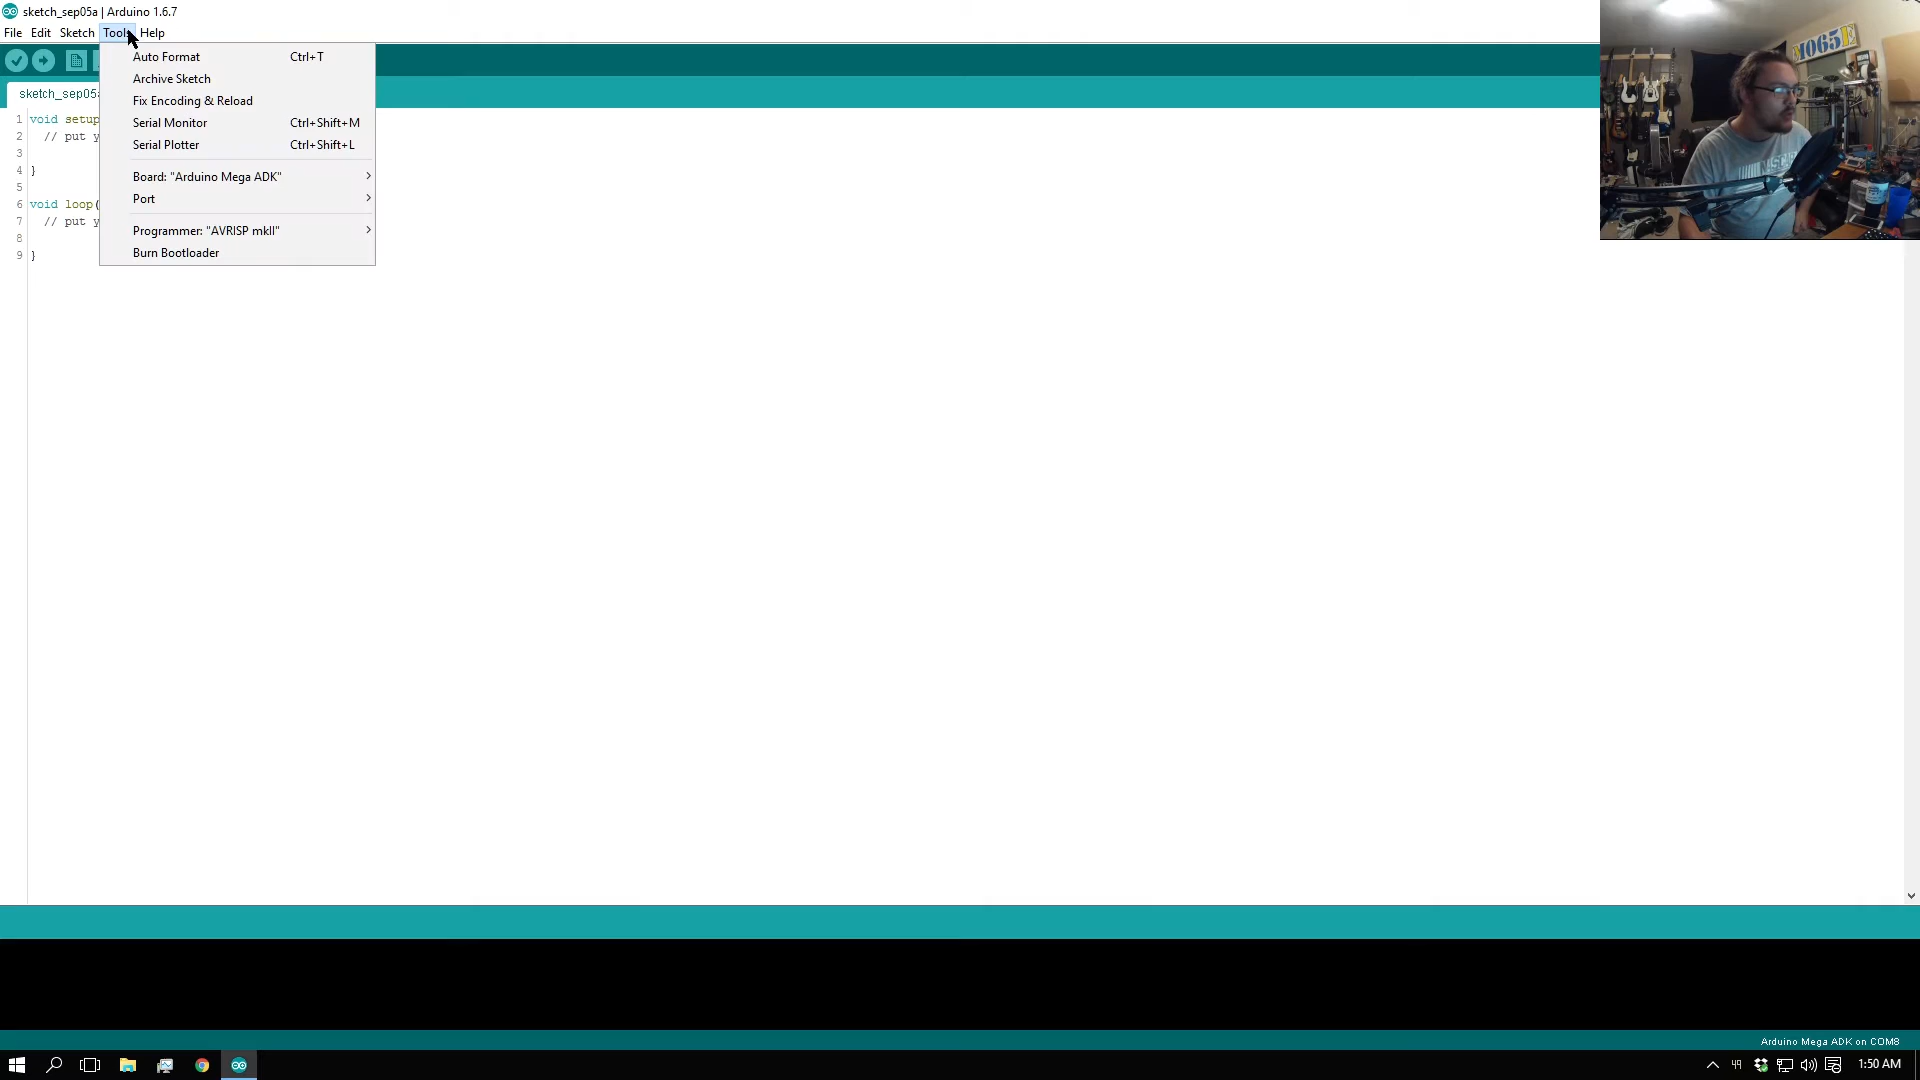 sketch_sep05a | Arduino 1.6.7
File Edit Sketch Tools Help
Auto Format Ctrl+T
Archive Sketch
Fix Encoding & Reload
Serial Monitor Ctrl+Shift+M
Serial Plotter Ctrl+Shift+L
Board: "Arduino Mega ADK"
Port
Programmer: "AVRISP mkII"
Burn Bootloader
sketch_sep05a
1 void setup
2 // put y
3
4 }
5
6 void loop(
7 // put y
8
9 }
NASCAR
Arduino Mega ADK on COM8
1:50 AM